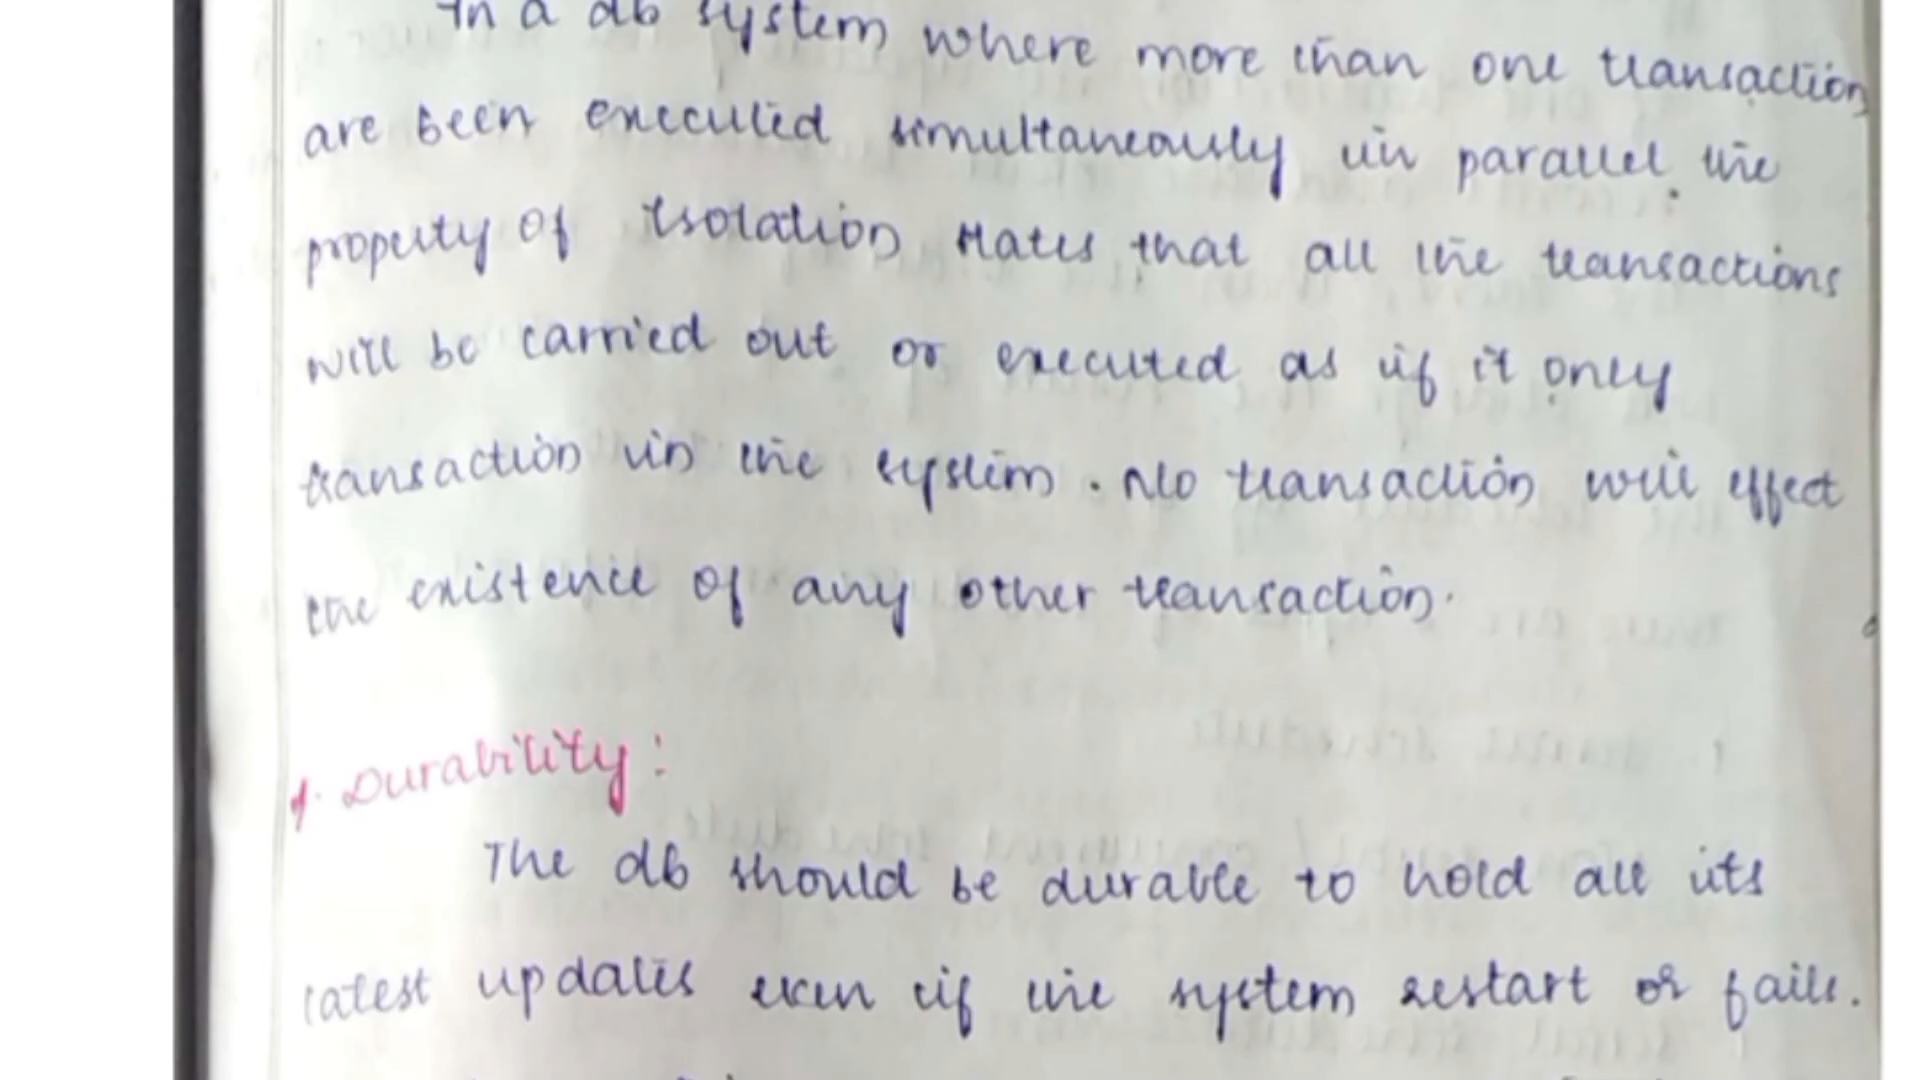 In a db system where more than one transaction
are been executed simultaneously in parallel the
property of Isolation states that all the transactions
will be carried out or executed as if it only
transaction in the system. No transaction will effect
the existence of any other transaction.
Durability:
The db should be durable to hold all its
latest updates even if the system restart or fails.